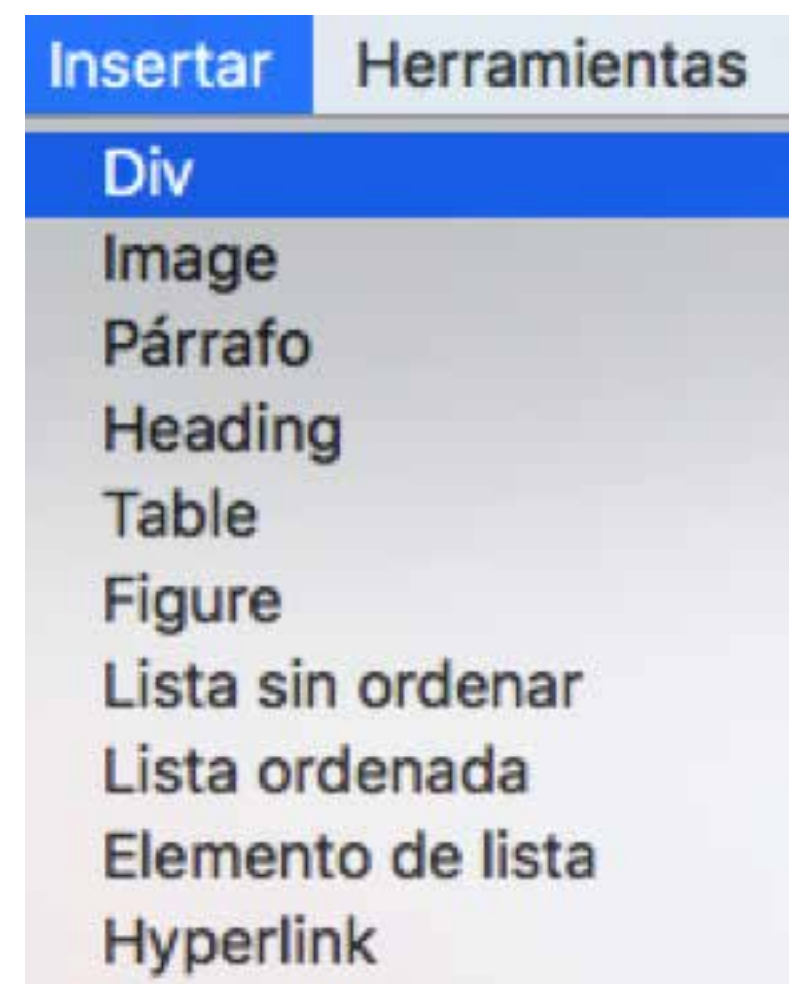 Insertar Herramientas
Div
Image
Párrafo
Heading
Table
Figure
Lista sin ordenar
Lista ordenada
Elemento de lista
Hyperlink